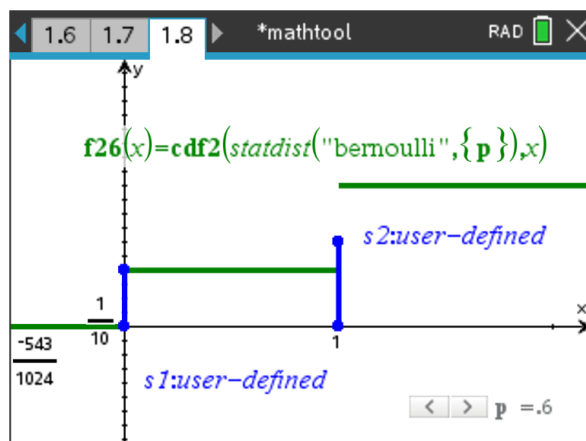 1.6 1.7 1.8 *mathtool RAD
y
f26(x)=cdf2(statdist("bernoulli",{p}),x)
s2:user-defined
1
10
x
1
-543
1024
s1:user-defined
p =.6